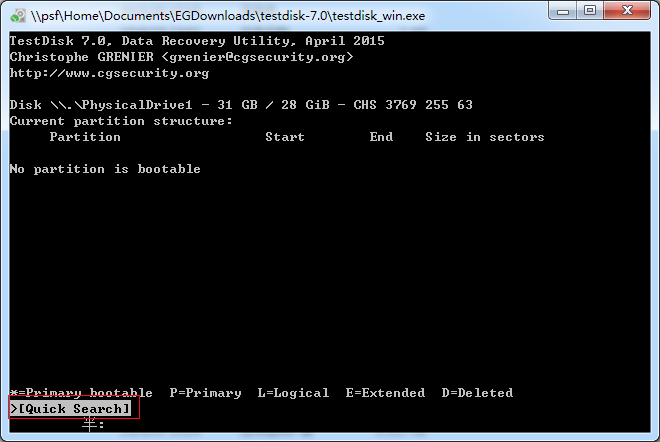 \\psf\Home\Documents\EGDownloads\testdisk-7.0\testdisk_win.exe
TestDisk 7.0, Data Recovery Utility, April 2015
Christophe GRENIER <grenier@cgsecurity.org>
http://www.cgsecurity.org
Disk \\.\PhysicalDrive1 - 31 GB / 28 GiB - CHS 3769 255 63
Current partition structure:
Partition Start End Size in sectors
No partition is bootable
*=Primary bootable P=Primary L=Logical E=Extended D=Deleted
>[Quick Search]
半: